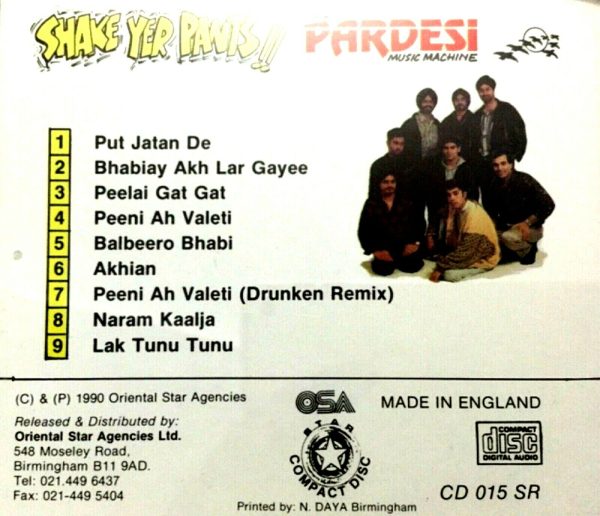 SHAKE YER PANTS!!
PARDESI
MUSIC MACHINE
1 Put Jatan De
2 Bhabiay Akh Lar Gayee
3 Peelai Gat Gat
4 Peeni Ah Valeti
5 Balbeero Bhabi
6 Akhian
7 Peeni Ah Valeti (Drunken Remix)
8 Naram Kaalja
9 Lak Tunu Tunu
(C) & (P) 1990 Oriental Star Agencies
Released & Distributed by:
Oriental Star Agencies Ltd.
548 Moseley Road,
Birmingham B11 9AD.
Tel: 021.449 6437
Fax: 021-449 5404
OSA
STAR
COMPACT DISC
Printed by: N. DAYA Birmingham
MADE IN ENGLAND
COMPACT
disc
DIGITAL AUDIO
CD 015 SR